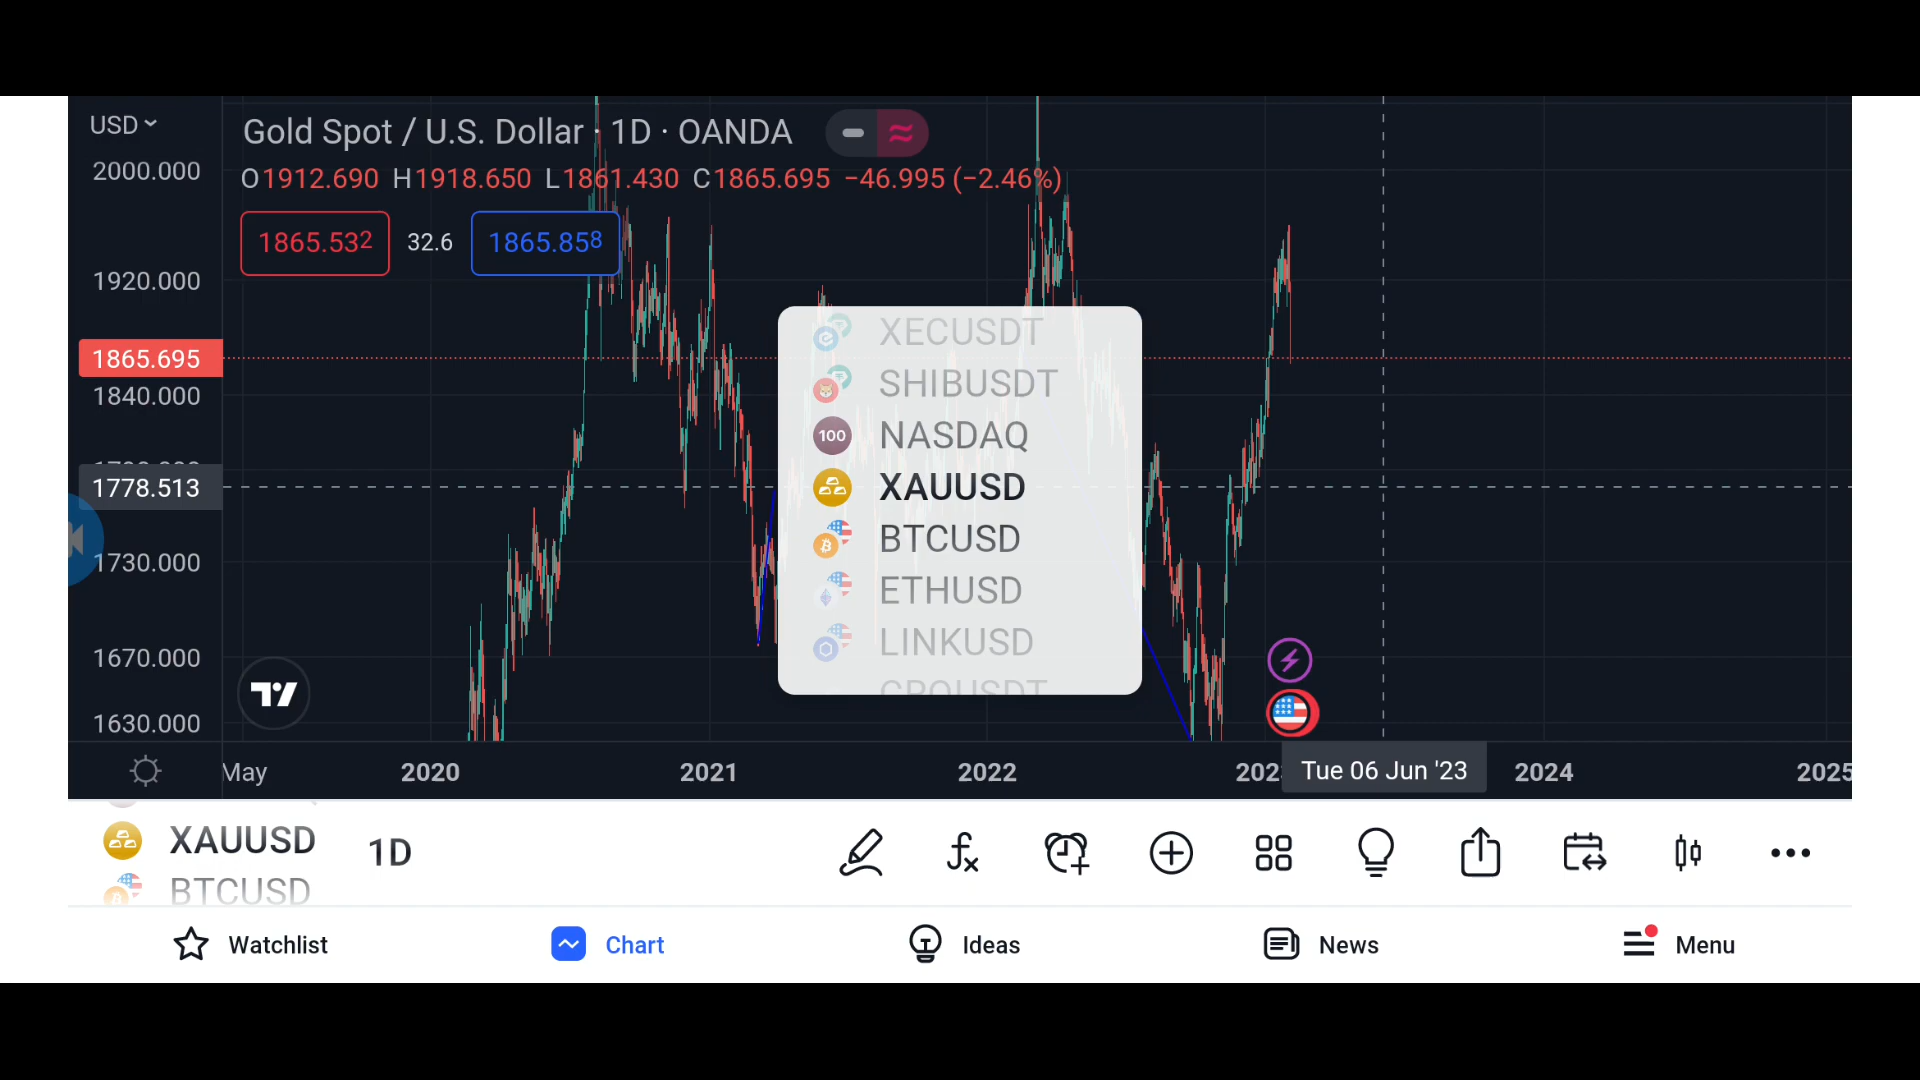 USD
Gold Spot / U.S. Dollar · 1D · OANDA
O1912.690 H1918.650 L1861.430 C1865.695 −46.995 (−2.46%)
1865.532 32.6 1865.858
2000.000
1920.000
1865.695
1840.000
1778.513
1730.000
1670.000
1630.000
XECUSDT
SHIBUSDT
100 NASDAQ
XAUUSD
BTCUSD
ETHUSD
LINKUSD
CROUSDT
May 2020 2021 2022 2023 Tue 06 Jun '23 2024 2025
XAUUSD 1D
BTCUSD
Watchlist Chart Ideas News Menu